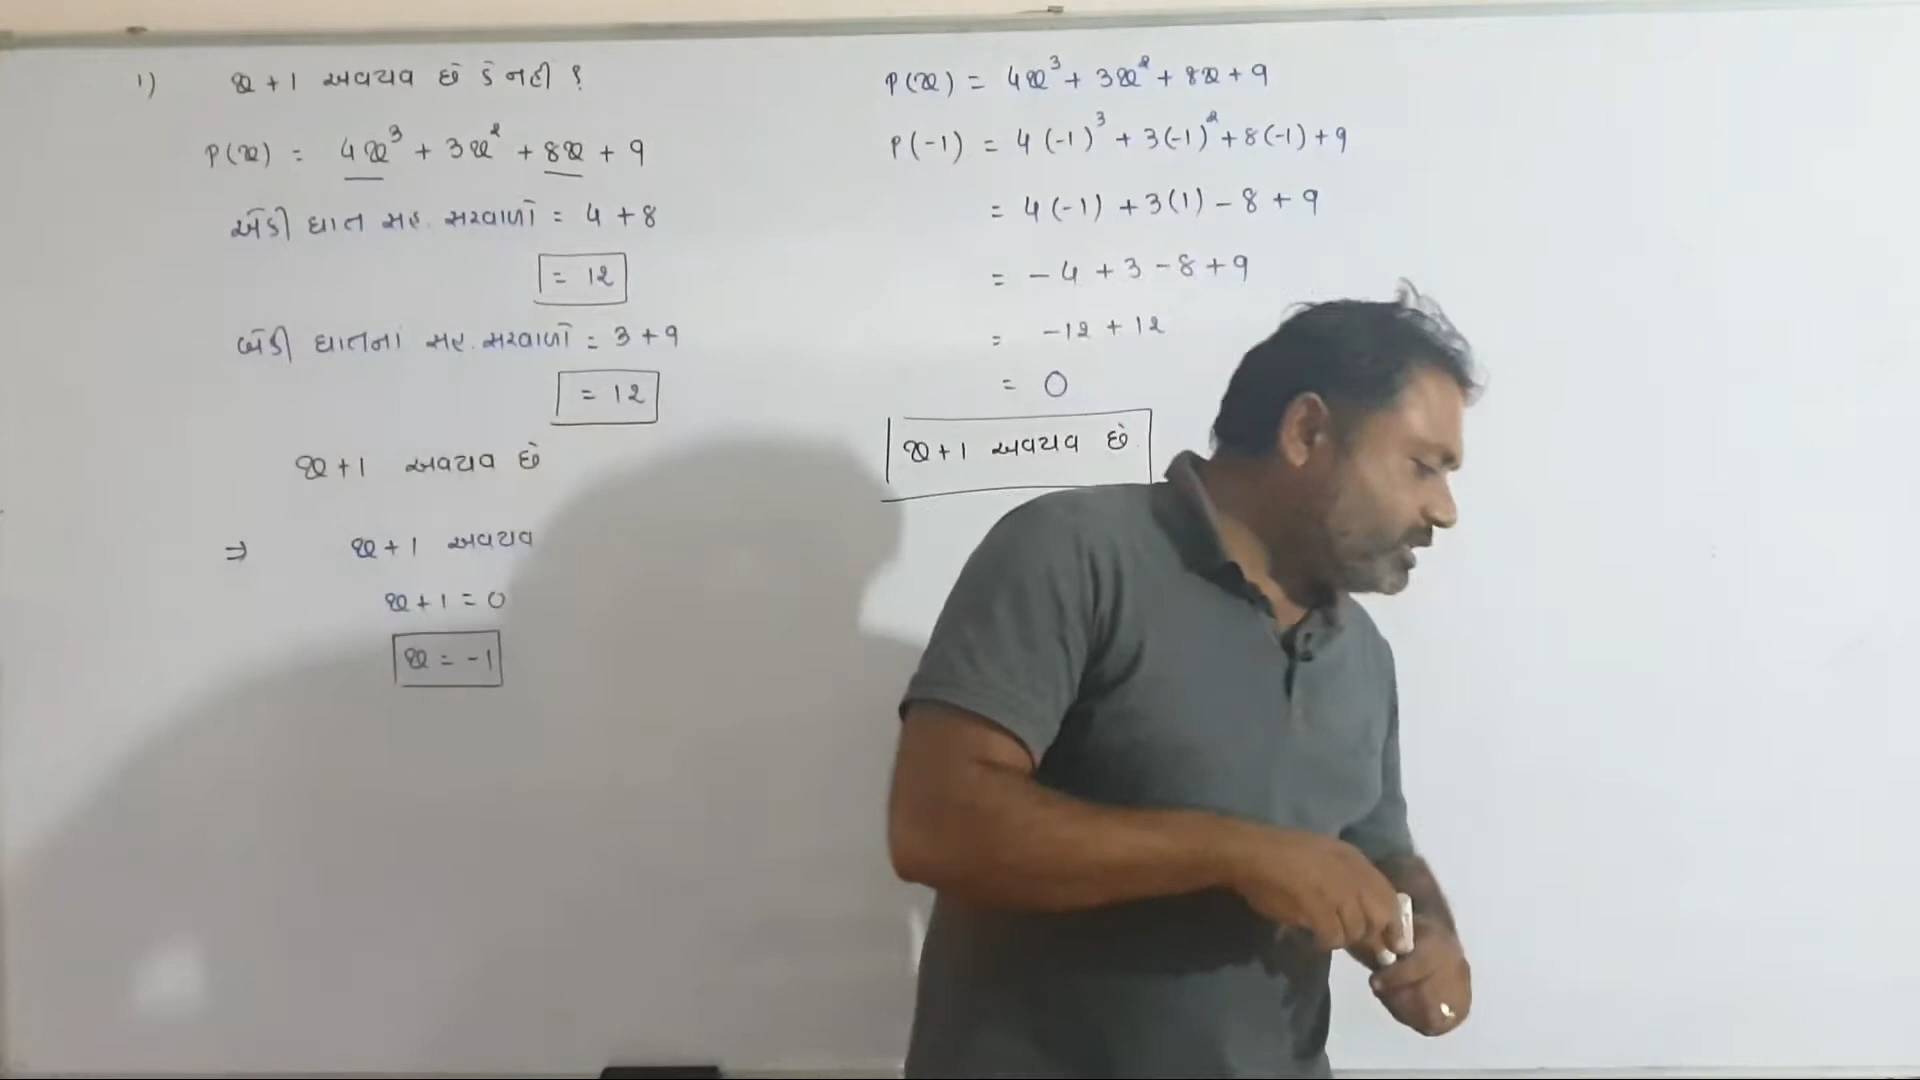 ૧) x + 1 અવયવ છે કે નહી ?
P(x) = 4x³ + 3x² + 8x + 9
એકી ઘાત સહ. સરવાળો = 4 + 8
= 12
બેકી ઘાતના સહ. સરવાળો = 3 + 9
= 12
x + 1 અવયવ છે
⇒ x + 1 અવયવ
x + 1 = 0
x = -1
P(x) = 4x³ + 3x² + 8x + 9
P(-1) = 4(-1)³ + 3(-1)² + 8(-1) + 9
= 4(-1) + 3(1) - 8 + 9
= -4 + 3 - 8 + 9
= -12 + 12
= 0
x + 1 અવયવ છે.